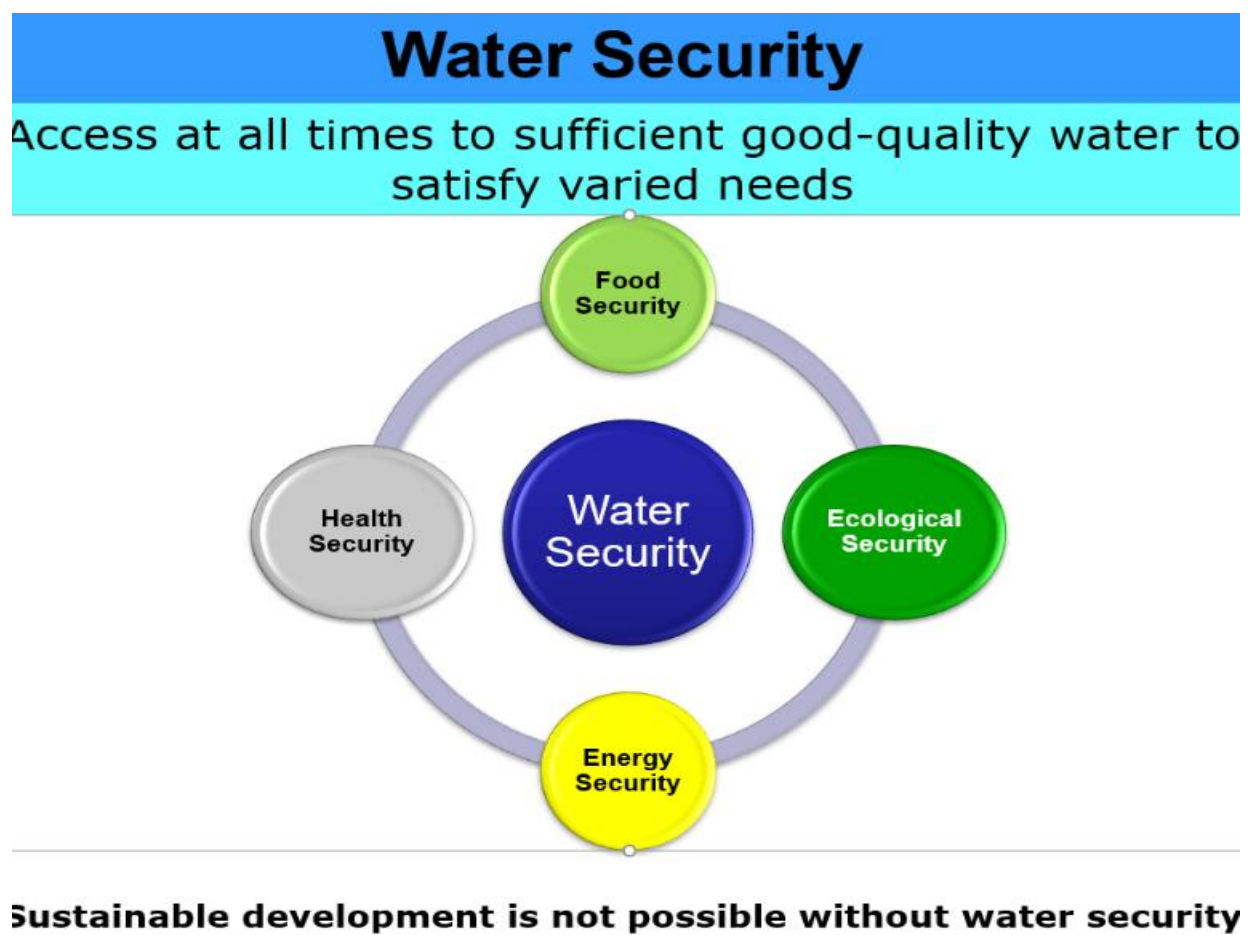 Water Security
Access at all times to sufficient good-quality water to
satisfy varied needs
Food
Security
Health
Security
Water
Security
Ecological
Security
Energy
Security
Sustainable development is not possible without water security